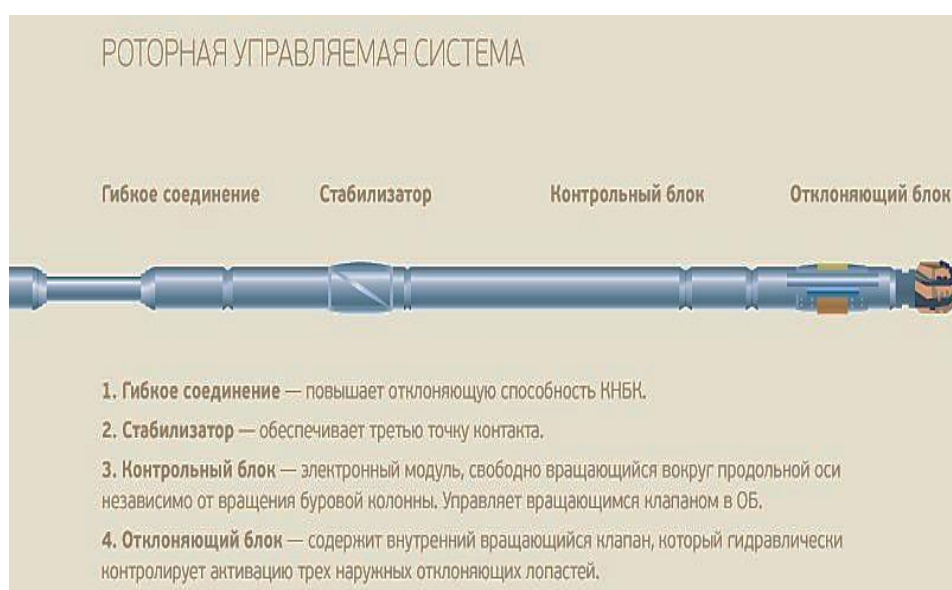 РОТОРНАЯ УПРАВЛЯЕМАЯ СИСТЕМА
Гибкое соединение Стабилизатор Контрольный блок Отклоняющий блок
1. Гибкое соединение — повышает отклоняющую способность КНБК.
2. Стабилизатор — обеспечивает третью точку контакта.
3. Контрольный блок — электронный модуль, свободно вращающийся вокруг продольной оси
независимо от вращения буровой колонны. Управляет вращающимся клапаном в ОБ.
4. Отклоняющий блок — содержит внутренний вращающийся клапан, который гидравлически
контролирует активацию трех наружных отклоняющих лопастей.